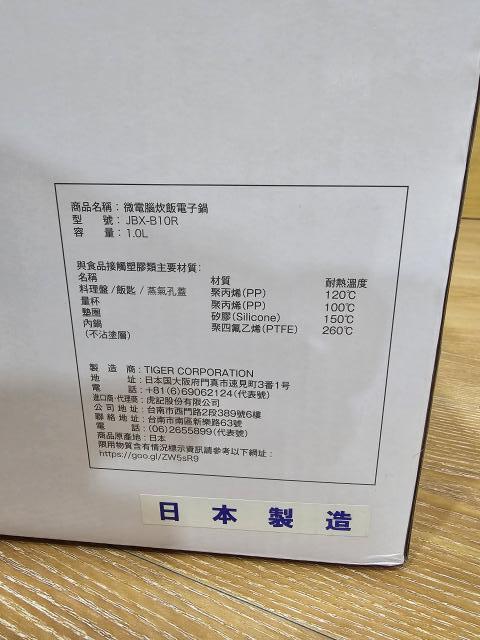 商品名稱：微電腦炊飯電子鍋
型　　號：JBX-B10R
容　　量：1.0L
與食品接觸塑膠類主要材質：
名稱　材質　耐熱溫度
料理盤/飯匙/蒸氣孔蓋　聚丙烯(PP)　120℃
量杯　聚丙烯(PP)　100℃
墊圈　矽膠(Silicone)　150℃
內鍋　聚四氟乙烯(PTFE)　260℃
(不沾塗層)
製 造 商：TIGER CORPORATION
地　　址：日本国大阪府門真市速見町3番1号
電　　話：+81(6)69062124(代表號)
進口商·代理商：虎記股份有限公司
公司地址：台南市西門路2段389號6樓
聯絡地址：台南市南區新樂路63號
電　　話：(06)2655899(代表號)
商品原產地：日本
限用物質含有情況標示資訊請參考以下網址：
https://goo.gl/ZW5sR9
日本製造